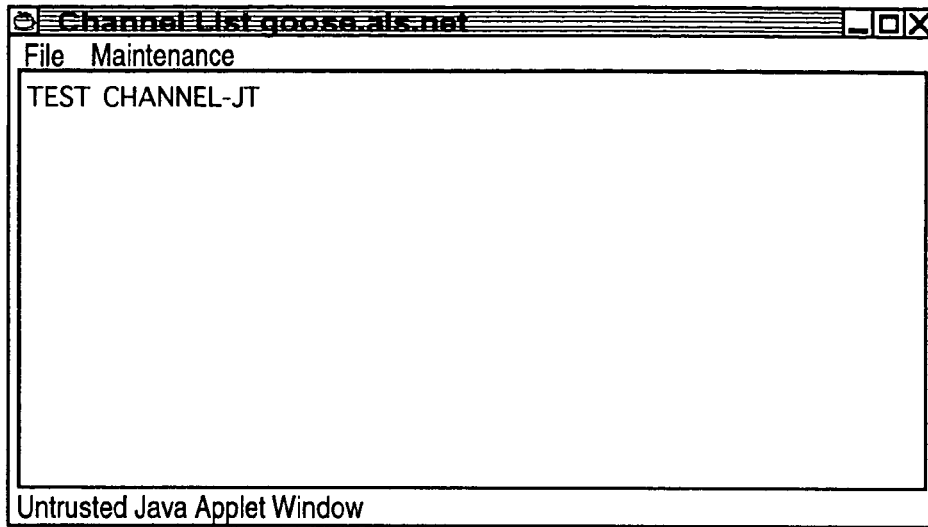 Channel List goose.als.net
File Maintenance
TEST CHANNEL-JT
Untrusted Java Applet Window